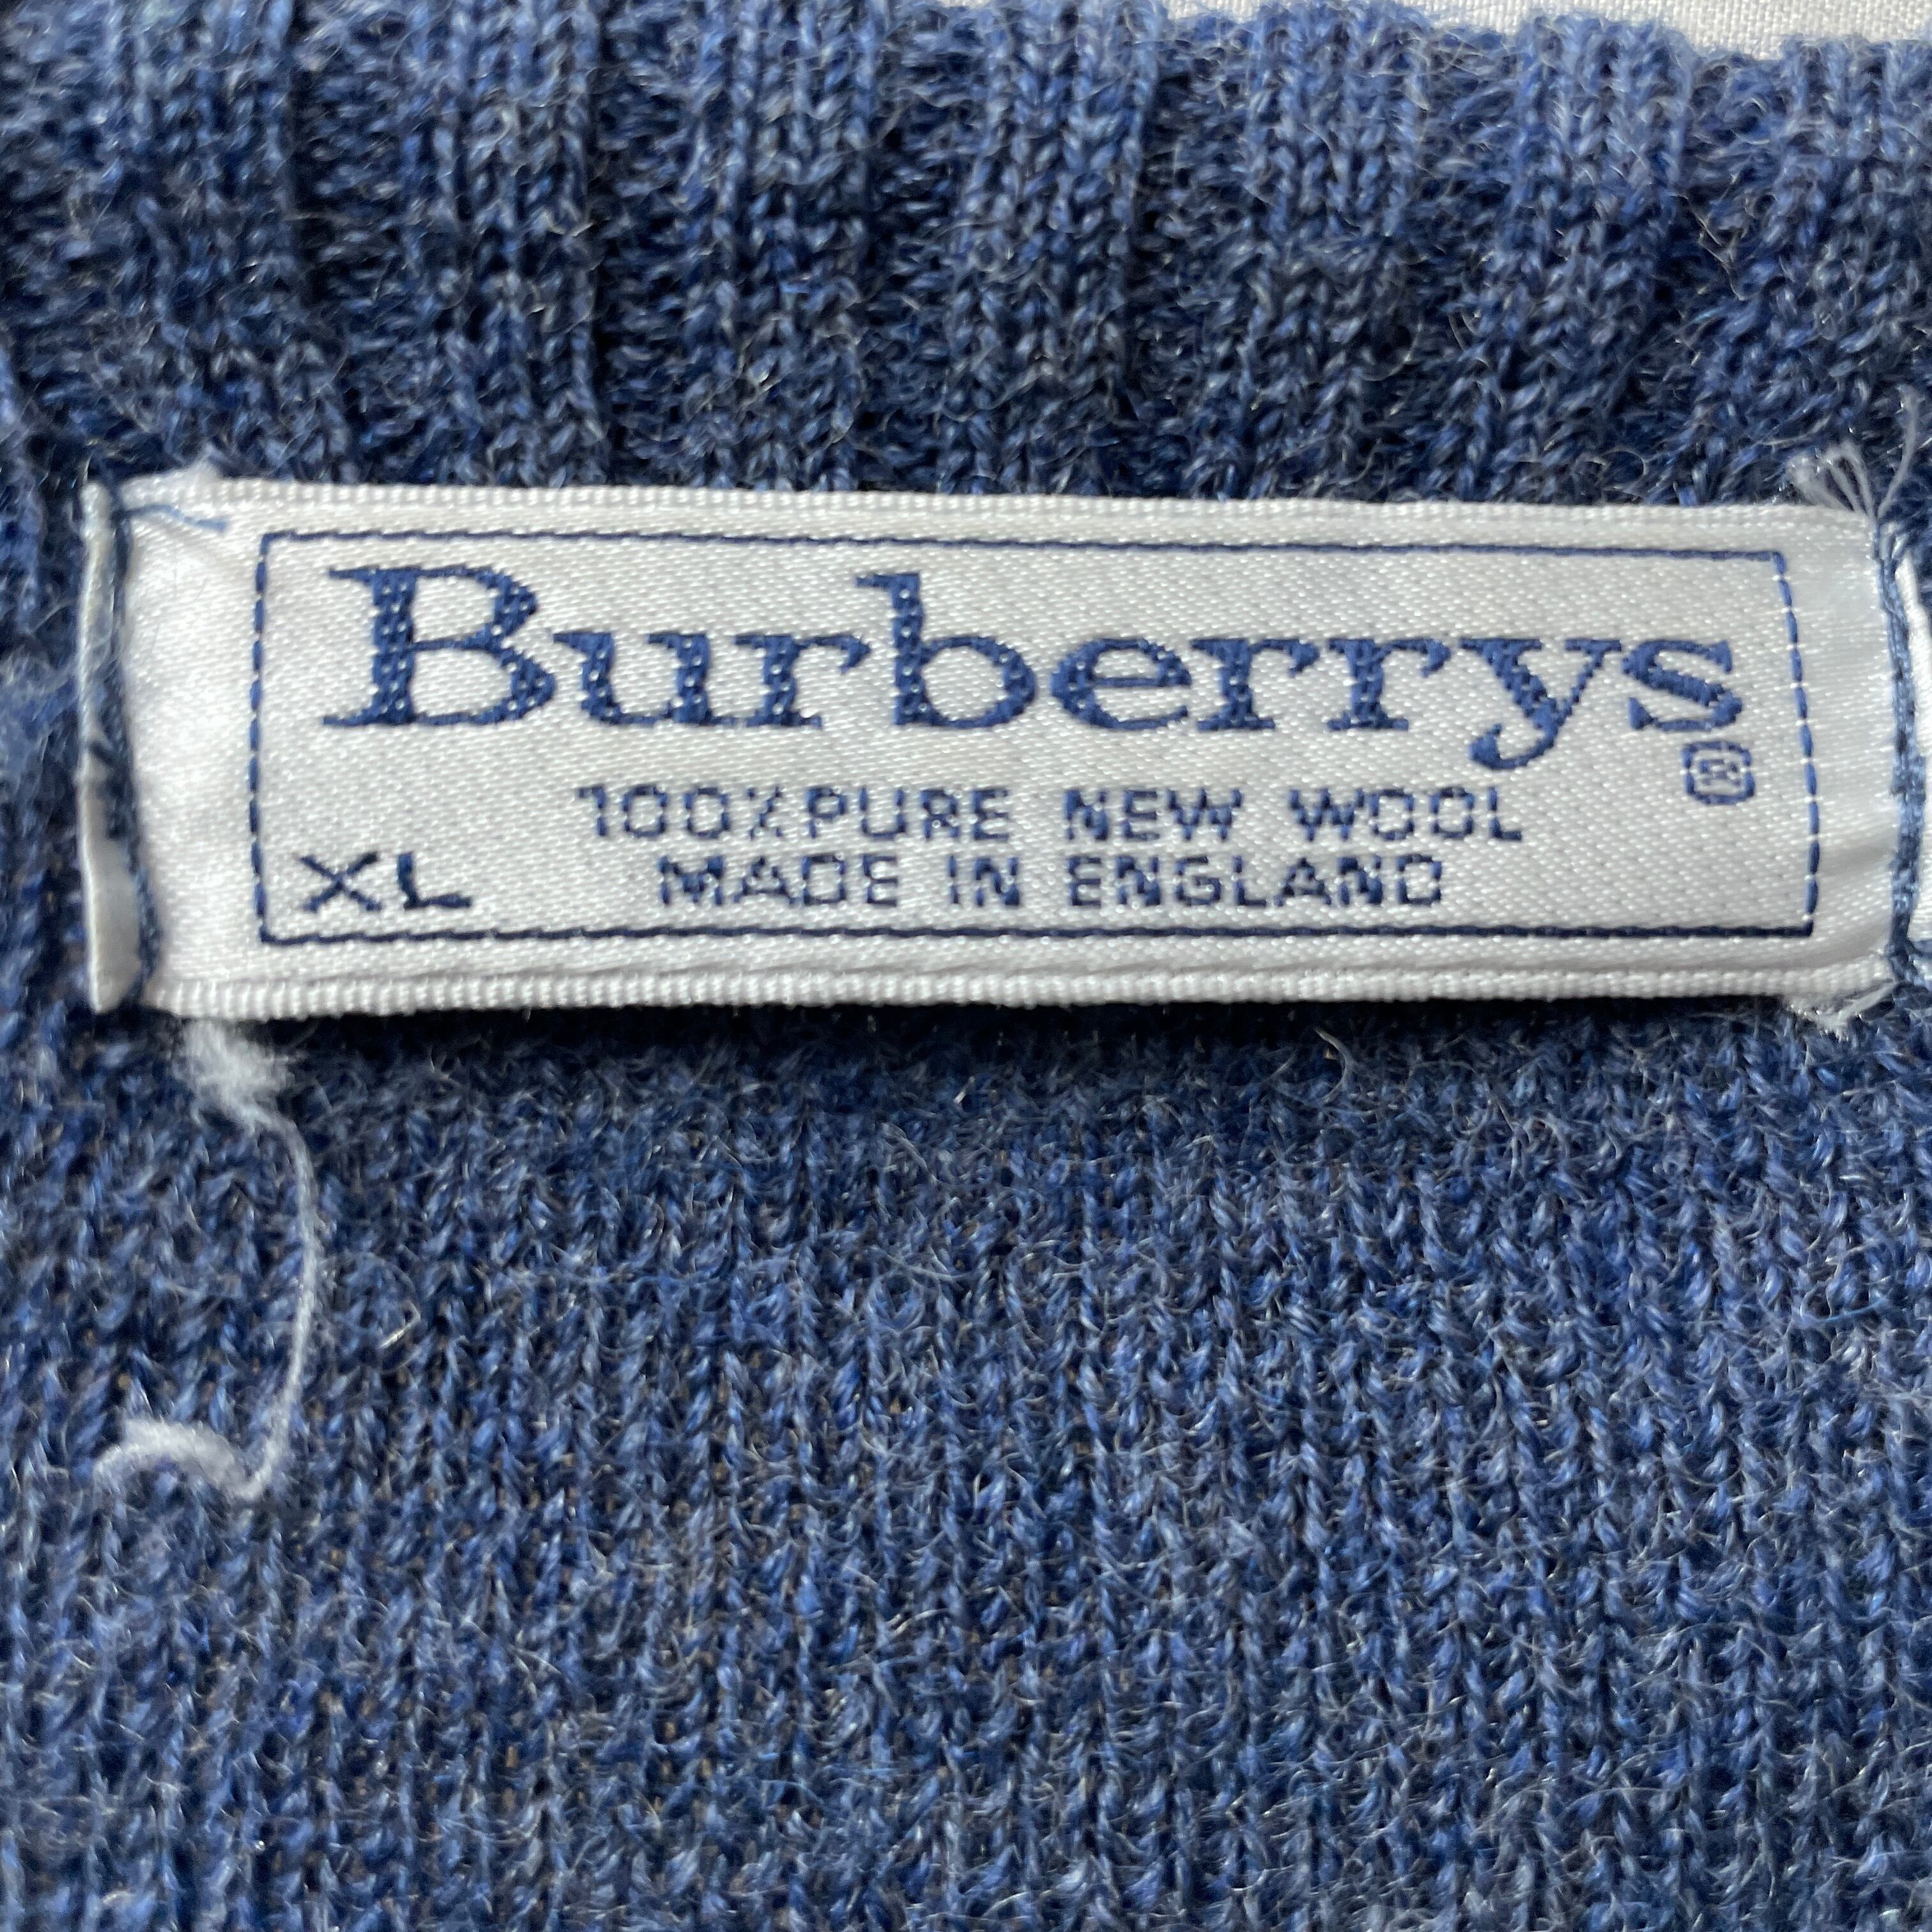 Burberrys
®
100%PURE NEW WOOL
XL MADE IN ENGLAND